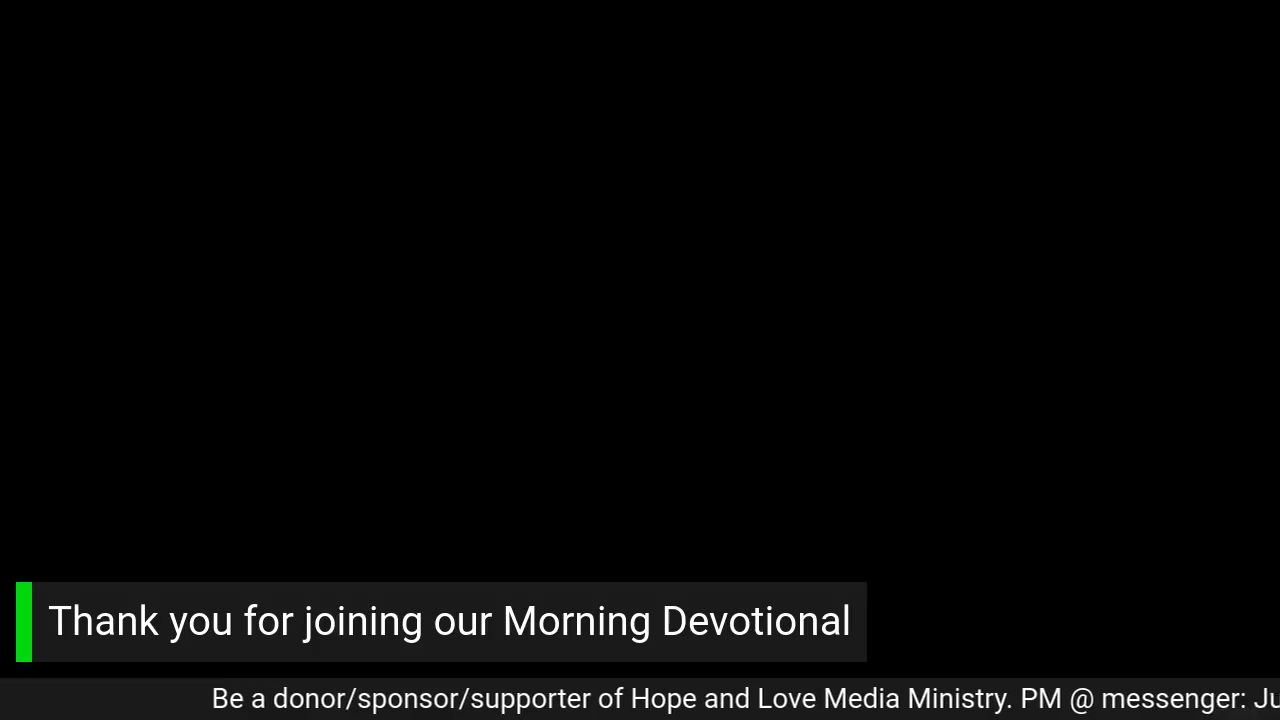 Thank you for joining our Morning Devotional
Be a donor/sponsor/supporter of Hope and Love Media Ministry. PM @ messenger: